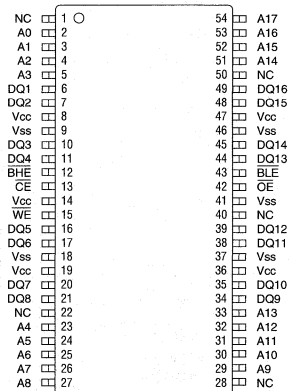 NC 1 54 A17
A0 2 53 A16
A1 3 52 A15
A2 4 51 A14
A3 5 50 NC
DQ1 6 49 DQ16
DQ2 7 48 DQ15
Vcc 8 47 Vcc
Vss 9 46 Vss
DQ3 10 45 DQ14
DQ4 11 44 DQ13
B̅H̅E̅ 12 43 B̅L̅E̅
C̅E̅ 13 42 O̅E̅
Vcc 14 41 Vss
W̅E̅ 15 40 NC
DQ5 16 39 DQ12
DQ6 17 38 DQ11
Vss 18 37 Vss
Vcc 19 36 Vcc
DQ7 20 35 DQ10
DQ8 21 34 DQ9
NC 22 33 A13
A4 23 32 A12
A5 24 31 A11
A6 25 30 A10
A7 26 29 A9
A8 27 28 NC